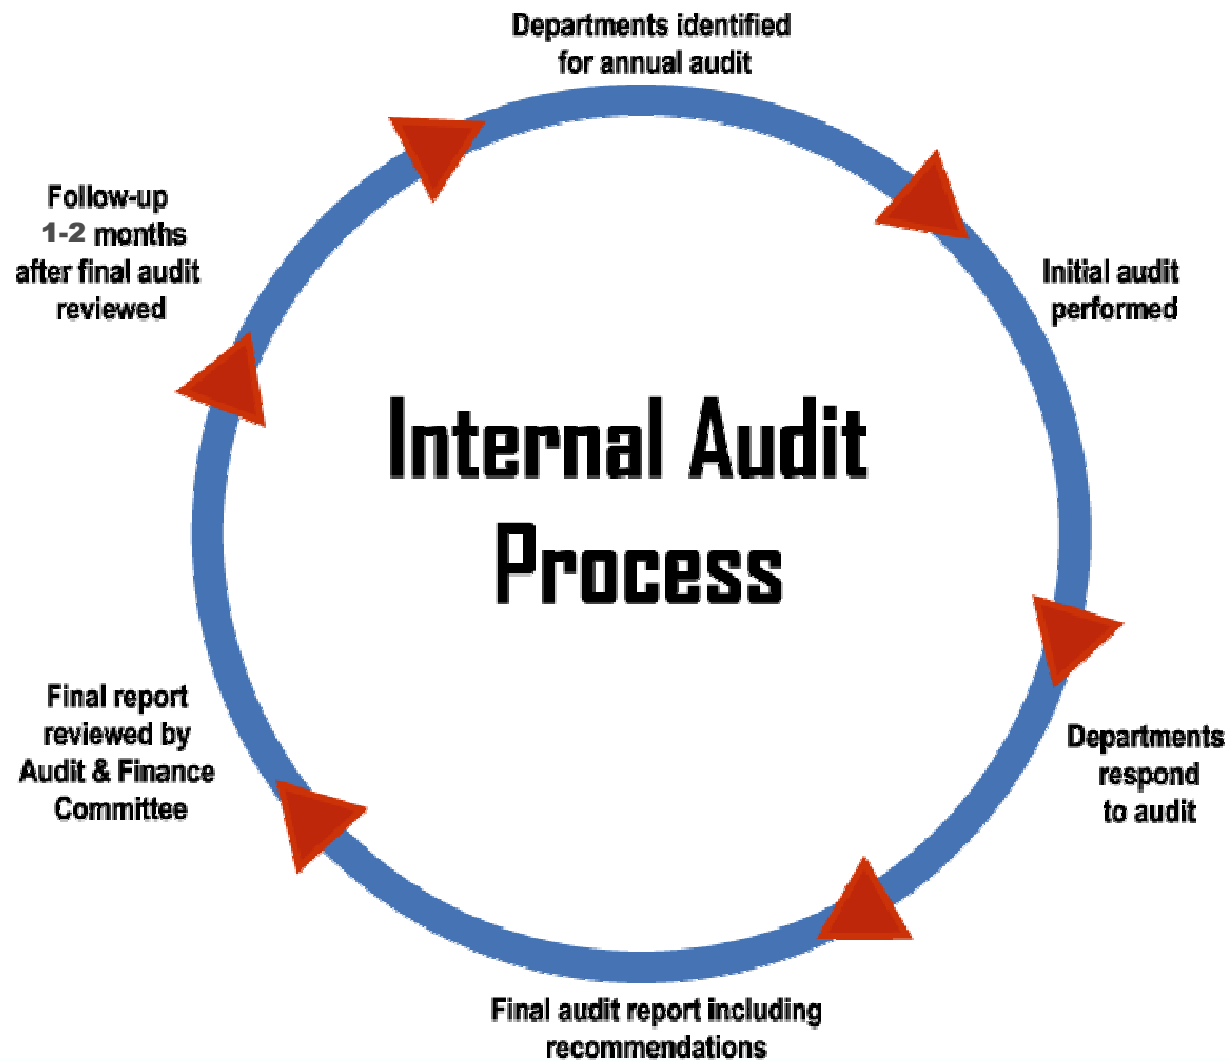 Departments identified
for annual audit
Initial audit
performed
Departments
respond
to audit
Final audit report including
recommendations
Final report
reviewed by
Audit & Finance
Committee
Follow-up
1-2 months
after final audit
reviewed
Internal Audit
Process